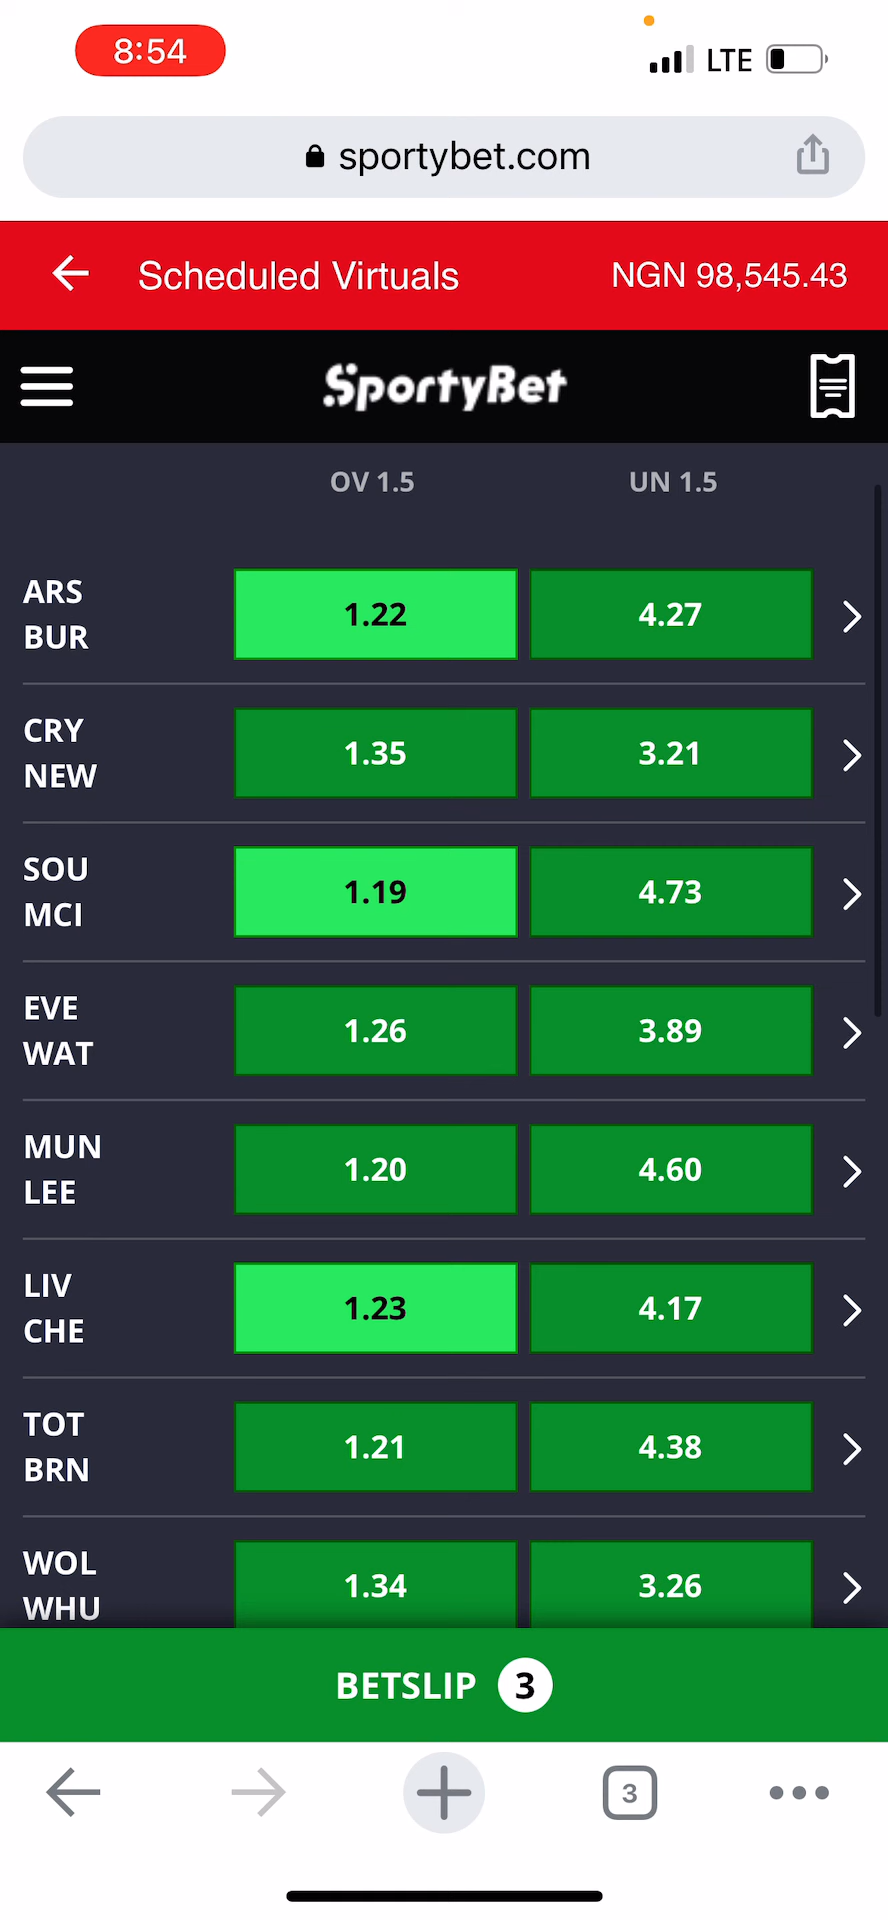 8:54
LTE
sportybet.com
Scheduled Virtuals NGN 98,545.43
SportyBet
OV 1.5 UN 1.5
ARS
BUR
1.22 4.27
CRY
NEW
1.35 3.21
SOU
MCI
1.19 4.73
EVE
WAT
1.26 3.89
MUN
LEE
1.20 4.60
LIV
CHE
1.23 4.17
TOT
BRN
1.21 4.38
WOL
WHU
1.34 3.26
BETSLIP 3
3